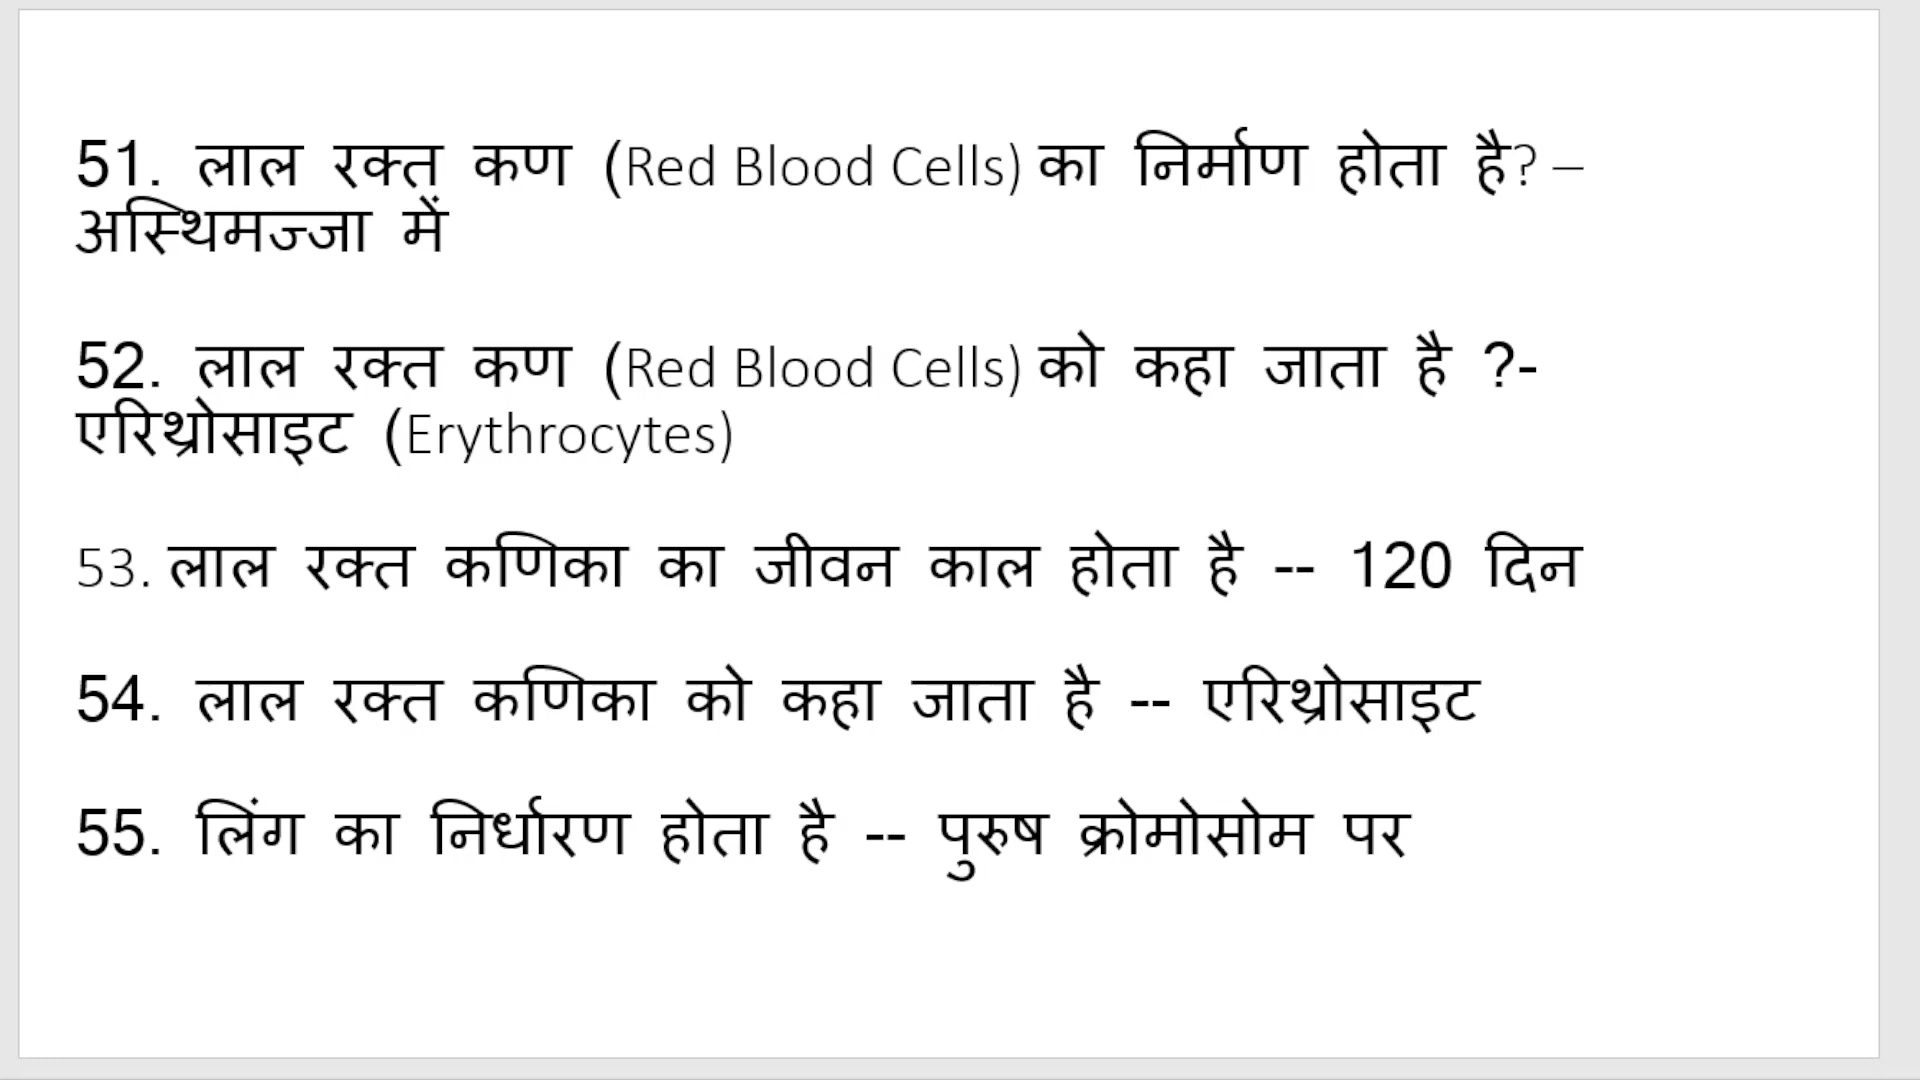 51. लाल रक्त कण (Red Blood Cells) का निर्माण होता है? –
अस्थिमज्जा में
52. लाल रक्त कण (Red Blood Cells) को कहा जाता है ?-
एरिथ्रोसाइट (Erythrocytes)
53. लाल रक्त कणिका का जीवन काल होता है -- 120 दिन
54. लाल रक्त कणिका को कहा जाता है -- एरिथ्रोसाइट
55. लिंग का निर्धारण होता है -- पुरुष क्रोमोसोम पर